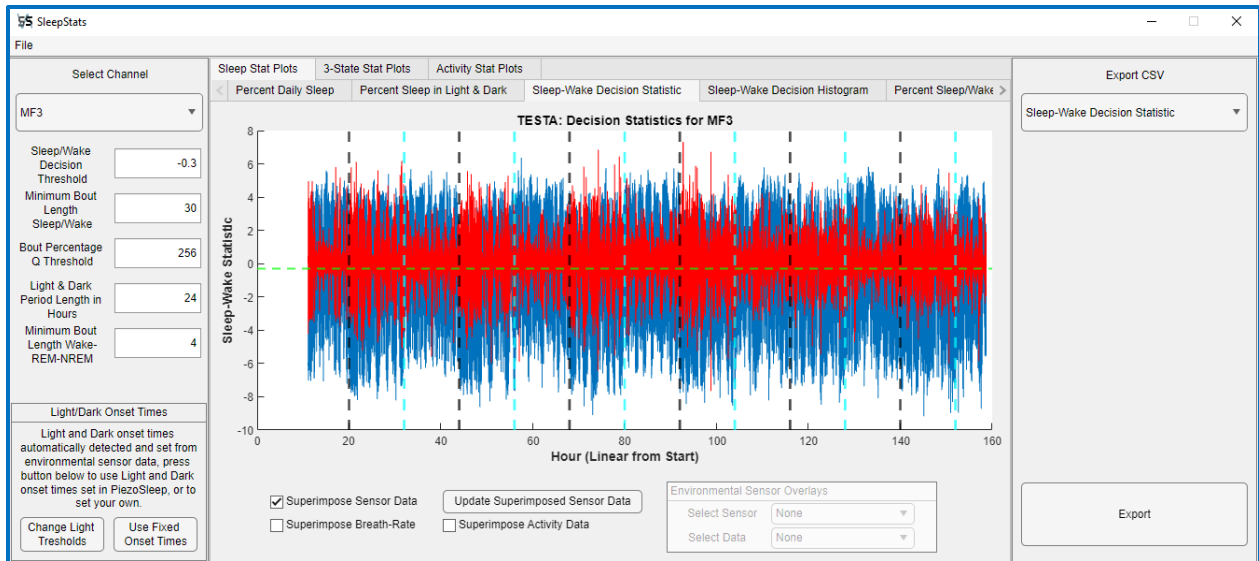 SleepStats
File
Select Channel
MF3
Sleep/Wake
Decision
Threshold
-0.3
Minimum Bout
Length
Sleep/Wake
30
Bout Percentage
Q Threshold
256
Light & Dark
Period Length in
Hours
24
Minimum Bout
Length Wake-
REM-NREM
4
Light/Dark Onset Times
Light and Dark onset times
automatically detected and set from
environmental sensor data, press
button below to use Light and Dark
onset times set in PiezoSleep, or to
set your own.
Change Light
Tresholds
Use Fixed
Onset Times
Sleep Stat Plots
3-State Stat Plots
Activity Stat Plots
Percent Daily Sleep
Percent Sleep in Light & Dark
Sleep-Wake Decision Statistic
Sleep-Wake Decision Histogram
Percent Sleep/Wake
TESTA: Decision Statistics for MF3
Sleep-Wake Statistic
8
6
4
2
0
-2
-4
-6
-8
-10
0 20 40 60 80 100 120 140 160
Hour (Linear from Start)
Superimpose Sensor Data
Update Superimposed Sensor Data
Superimpose Breath-Rate
Superimpose Activity Data
Environmental Sensor Overlays
Select Sensor
None
Select Data
None
Export CSV
Sleep-Wake Decision Statistic
Export